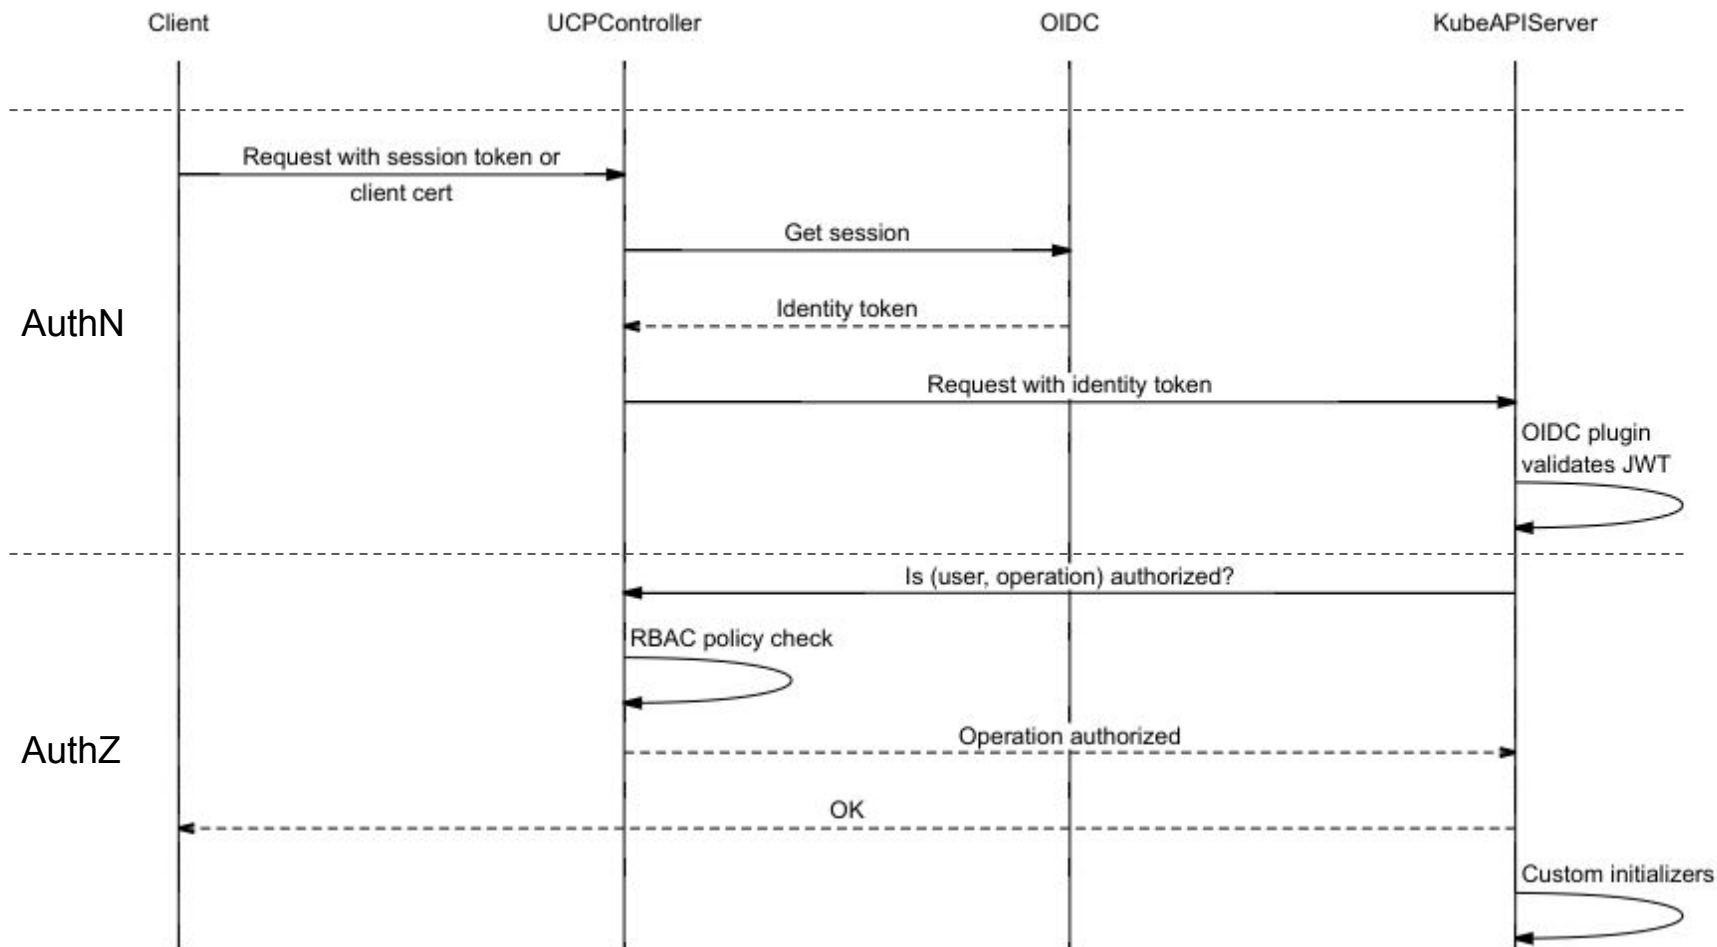 Client
UCPController
OIDC
KubeAPIServer
Request with session token or
client cert
Get session
Identity token
AuthN
Request with identity token
OIDC plugin
validates JWT
Is (user, operation) authorized?
RBAC policy check
Operation authorized
AuthZ
OK
Custom initializers